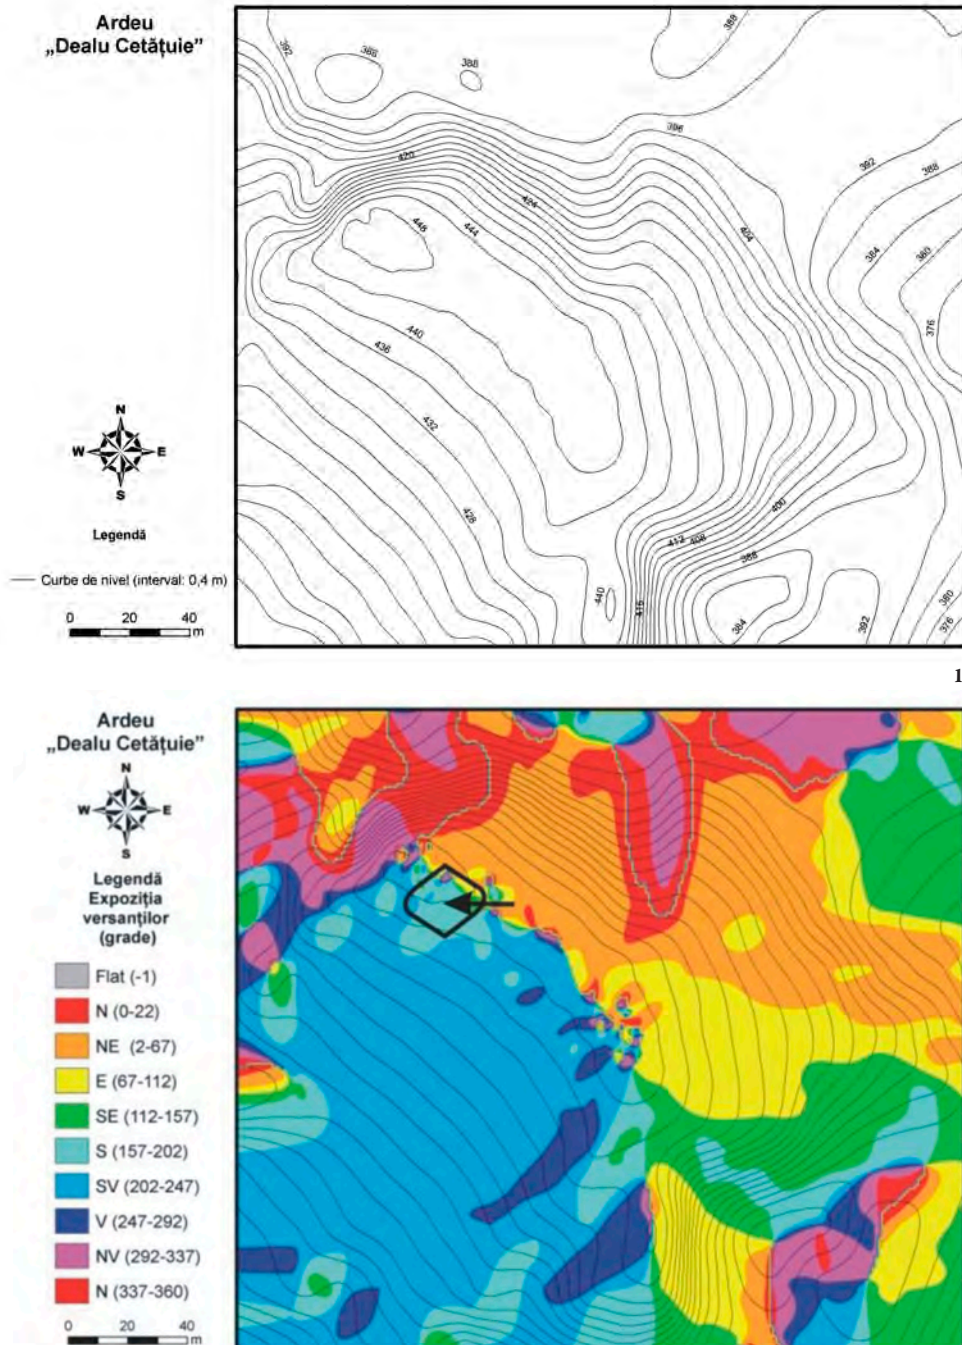 Ardeu
„Dealu Cetățuie”
N
W E
S
Legendă
Curbe de nivel (interval: 0,4 m)
0 20 40
m
392
388
388
388
396
392
388
384
380
376
404
420
424
448
444
440
436
432
428
440
416
412
408
400
388
384
392
380
376
1
Ardeu
„Dealu Cetățuie”
N
W E
S
Legendă
Expoziția
versanților
(grade)
Flat (-1)
N (0-22)
NE (2-67)
E (67-112)
SE (112-157)
S (157-202)
SV (202-247)
V (247-292)
NV (292-337)
N (337-360)
0 20 40
m